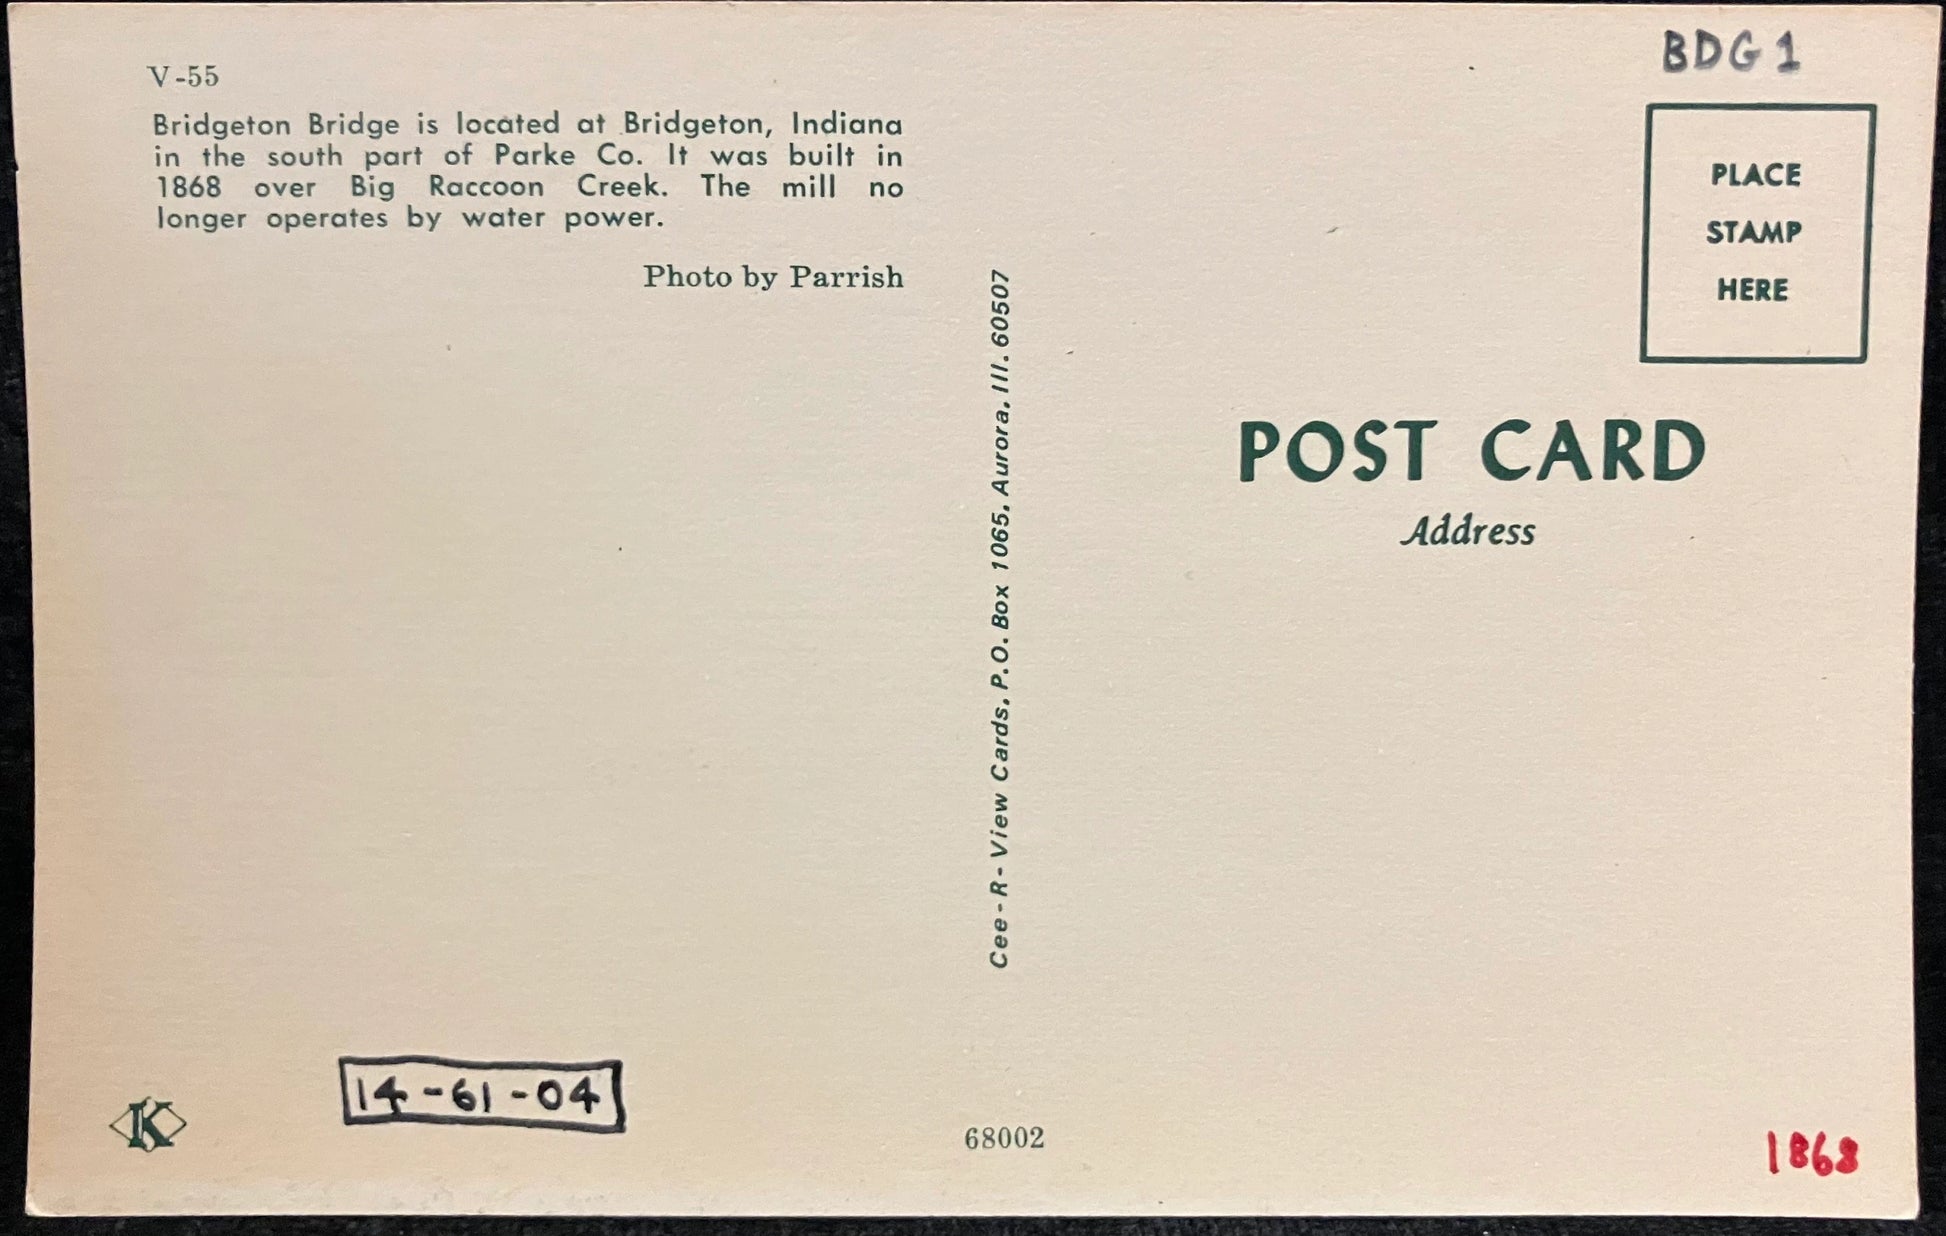 V-55
Bridgeton Bridge is located at Bridgeton, Indiana
in the south part of Parke Co. It was built in
1868 over Big Raccoon Creek. The mill no
longer operates by water power.
Photo by Parrish
Cee-R-View Cards, P.O. Box 1065, Aurora, Ill. 60507
BDG1
PLACE
STAMP
HERE
POST CARD
Address
K
14-61-04
68002
1868